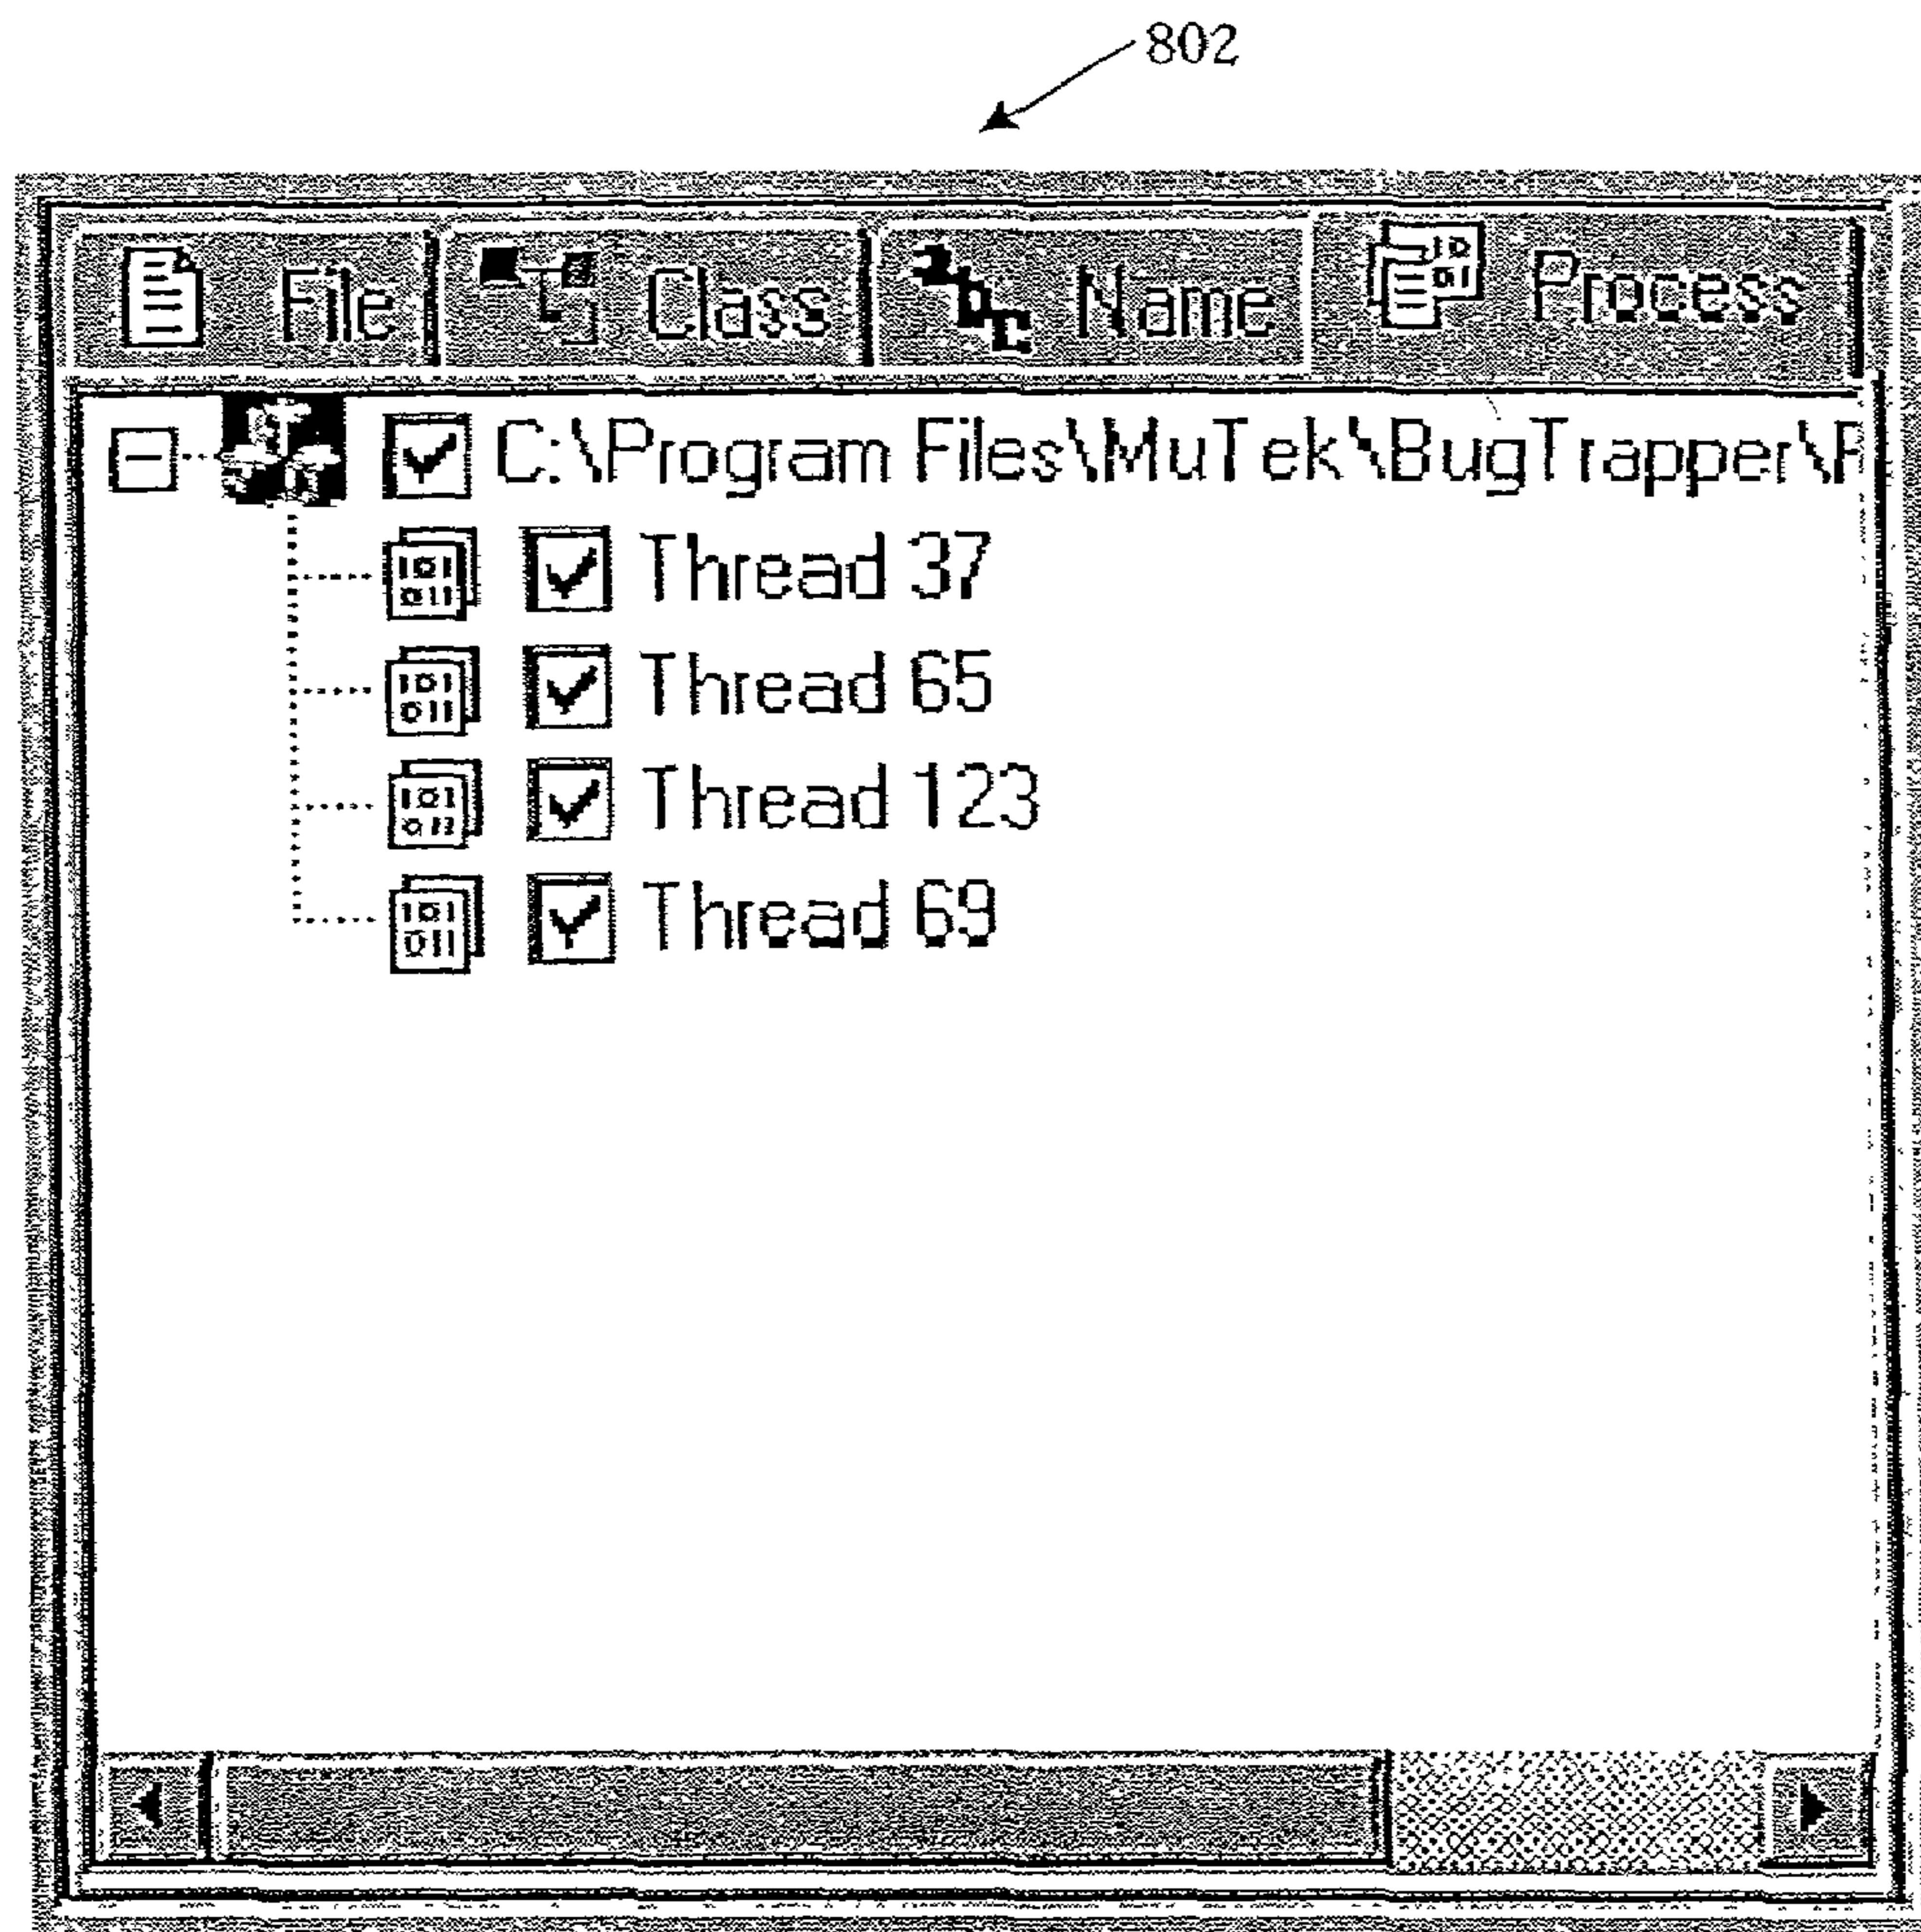 802
File Class Name Process
C:\Program Files\MuTek\BugTrapper\
Thread 37
Thread 65
Thread 123
Thread 69